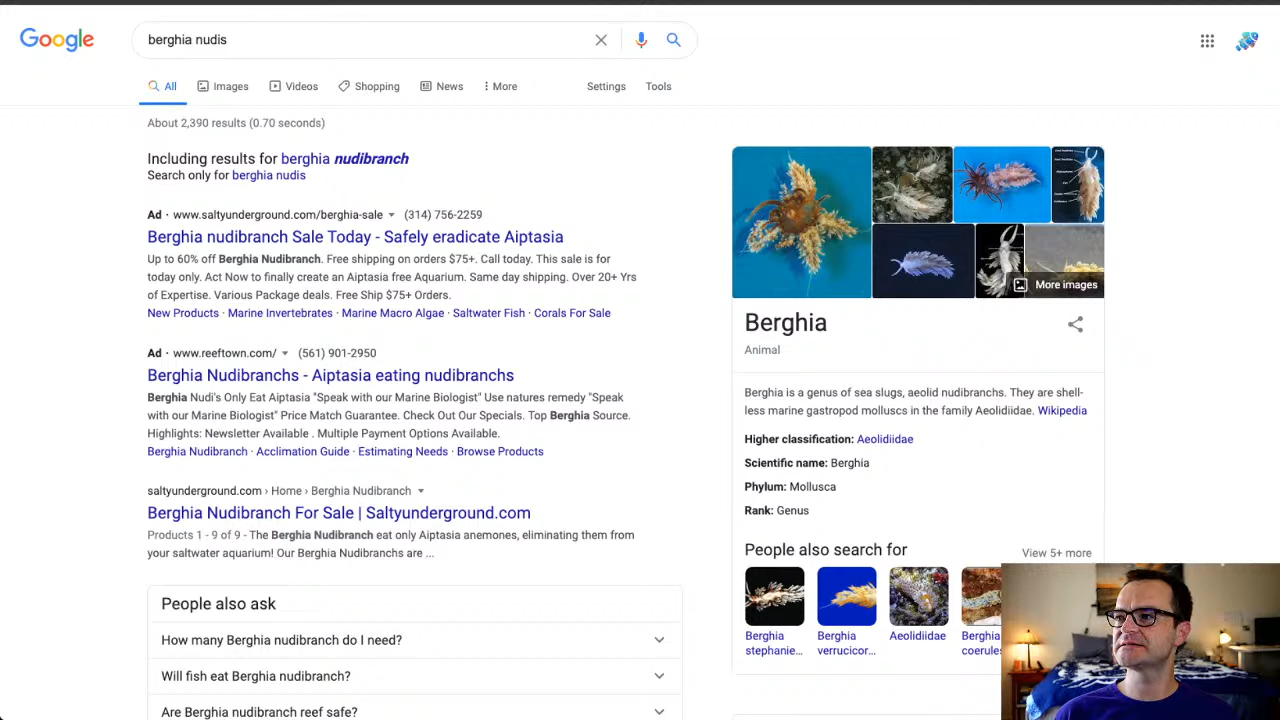 Google
berghia nudis
All
Images
Videos
Shopping
News
More
Settings
Tools
About 2,390 results (0.70 seconds)
Including results for berghia nudibranch
Search only for berghia nudis
Ad · www.saltyunderground.com/berghia-sale (314) 756-2259
Berghia nudibranch Sale Today - Safely eradicate Aiptasia
Up to 60% off Berghia Nudibranch. Free shipping on orders $75+. Call today. This sale is for
today only. Act Now to finally create an Aiptasia free Aquarium. Same day shipping. Over 20+ Yrs
of Expertise. Various Package deals. Free Ship $75+ Orders.
New Products · Marine Invertebrates · Marine Macro Algae · Saltwater Fish · Corals For Sale
Ad · www.reeftown.com/ (561) 901-2950
Berghia Nudibranchs - Aiptasia eating nudibranchs
Berghia Nudi's Only Eat Aiptasia "Speak with our Marine Biologist" Use natures remedy "Speak
with our Marine Biologist" Price Match Guarantee. Check Out Our Specials. Top Berghia Source.
Highlights: Newsletter Available . Multiple Payment Options Available.
Berghia Nudibranch · Acclimation Guide · Estimating Needs · Browse Products
saltyunderground.com › Home › Berghia Nudibranch
Berghia Nudibranch For Sale | Saltyunderground.com
Products 1 - 9 of 9 - The Berghia Nudibranch eat only Aiptasia anemones, eliminating them from
your saltwater aquarium! Our Berghia Nudibranchs are ...
People also ask
How many Berghia nudibranch do I need?
Will fish eat Berghia nudibranch?
Are Berghia nudibranch reef safe?
More images
Berghia
Animal
Berghia is a genus of sea slugs, aeolid nudibranchs. They are shell-
less marine gastropod molluscs in the family Aeolidiidae. Wikipedia
Higher classification: Aeolidiidae
Scientific name: Berghia
Phylum: Mollusca
Rank: Genus
People also search for
View 5+ more
Berghia
stephanie...
Berghia
verrucicor...
Aeolidiidae
Berghia
coerules